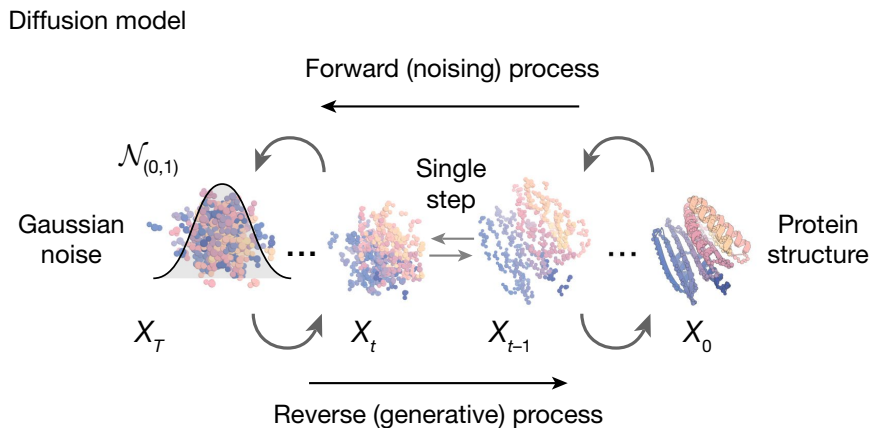 Diffusion model
Forward (noising) process
𝒩(0,1)
Single
step
Gaussian
noise
...
...
Protein
structure
X_T
X_t
X_{t–1}
X_0
Reverse (generative) process